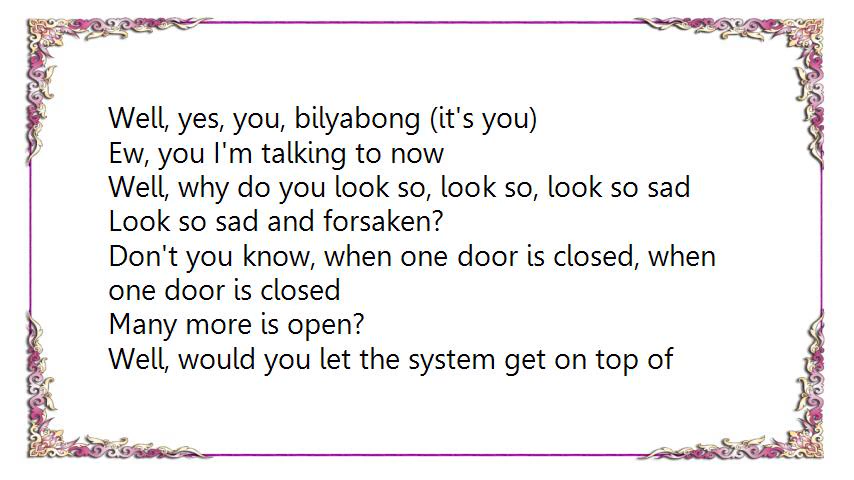 Well, yes, you, bilyabong (it's you)
Ew, you I'm talking to now
Well, why do you look so, look so, look so sad
Look so sad and forsaken?
Don't you know, when one door is closed, when
one door is closed
Many more is open?
Well, would you let the system get on top of